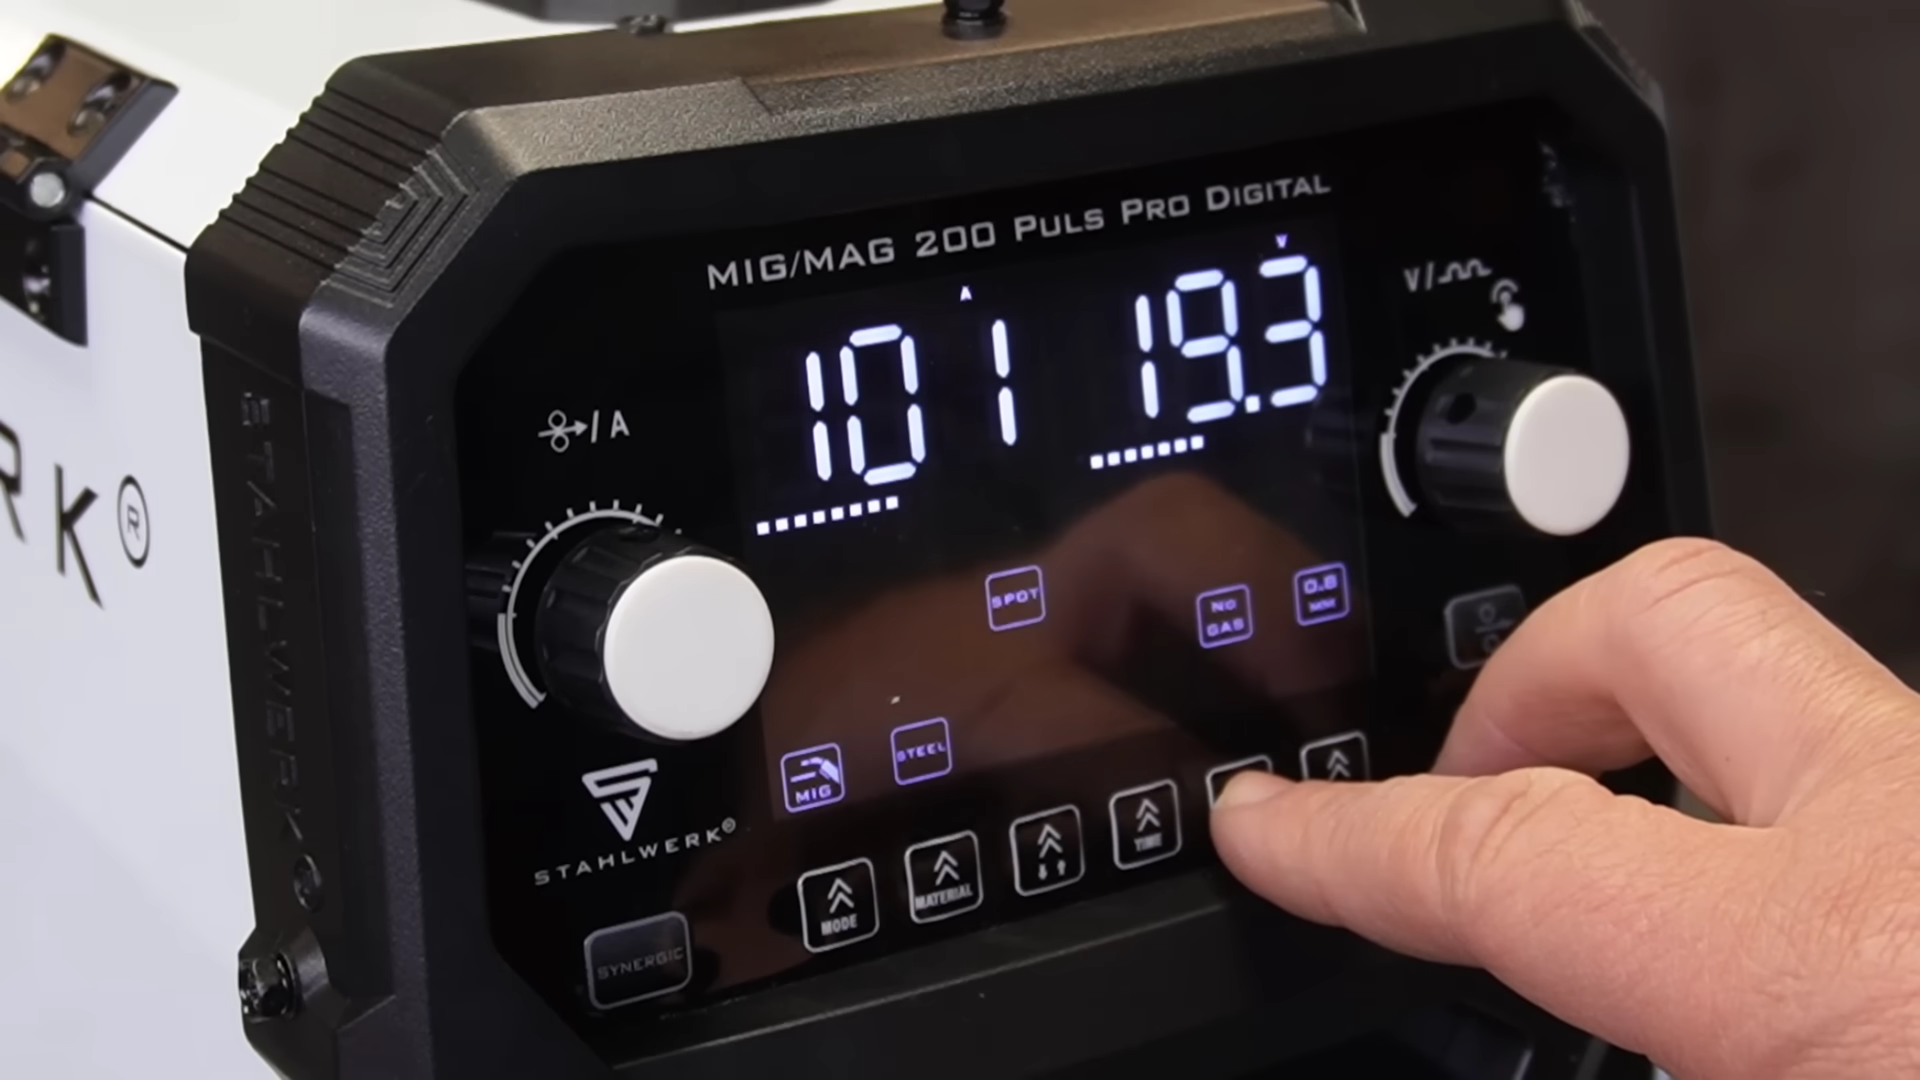 MIG/MAG 200 PULS PRO DIGITAL
A
V
101
19.3
V/
/A
RK®
STAHLWERK
SPOT
NO
GAS
0.8
MM
STEEL
MIG
STAHLWERK®
TIME
MATERIAL
MODE
SYNERGIC